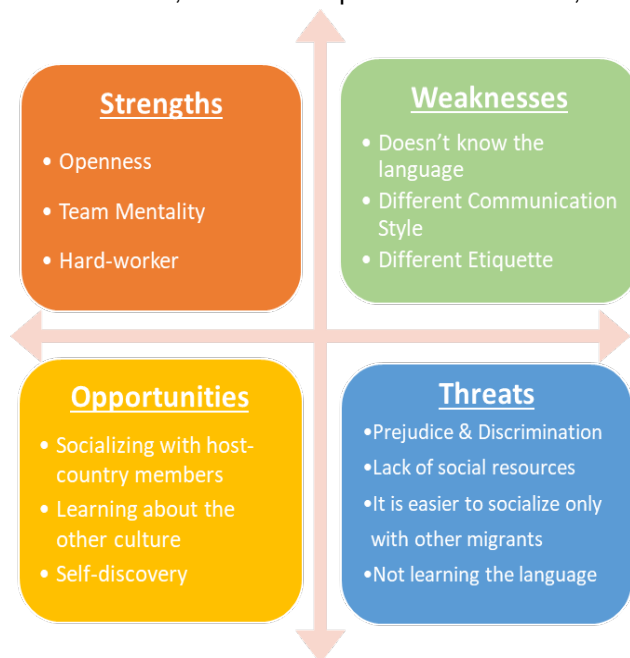 Strengths
• Openness
• Team Mentality
• Hard-worker
Weaknesses
• Doesn't know the
language
• Different Communication
Style
• Different Etiquette
Opportunities
• Socializing with host-
country members
• Learning about the
other culture
• Self-discovery
Threats
•Prejudice & Discrimination
•Lack of social resources
•It is easier to socialize only
with other migrants
•Not learning the language